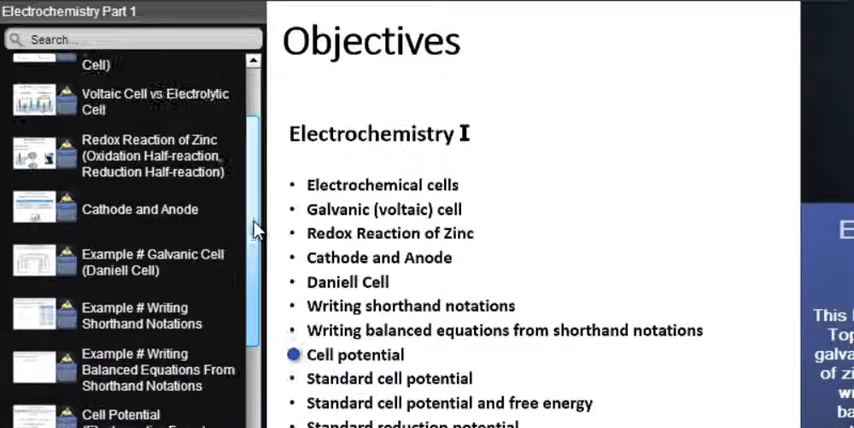 Electrochemistry Part 1
Search...
Cell)
Voltaic Cell vs Electrolytic
Cell
Redox Reaction of Zinc
(Oxidation Half-reaction,
Reduction Half-reaction)
Cathode and Anode
Example # Galvanic Cell
(Daniell Cell)
Example # Writing
Shorthand Notations
Example # Writing
Balanced Equations From
Shorthand Notations
Cell Potential
Objectives
Electrochemistry I
• Electrochemical cells
• Galvanic (voltaic) cell
• Redox Reaction of Zinc
• Cathode and Anode
• Daniell Cell
• Writing shorthand notations
• Writing balanced equations from shorthand notations
Cell potential
• Standard cell potential
• Standard cell potential and free energy
• Standard reduction potential
E
This
Top
galva
of zi
w
ba